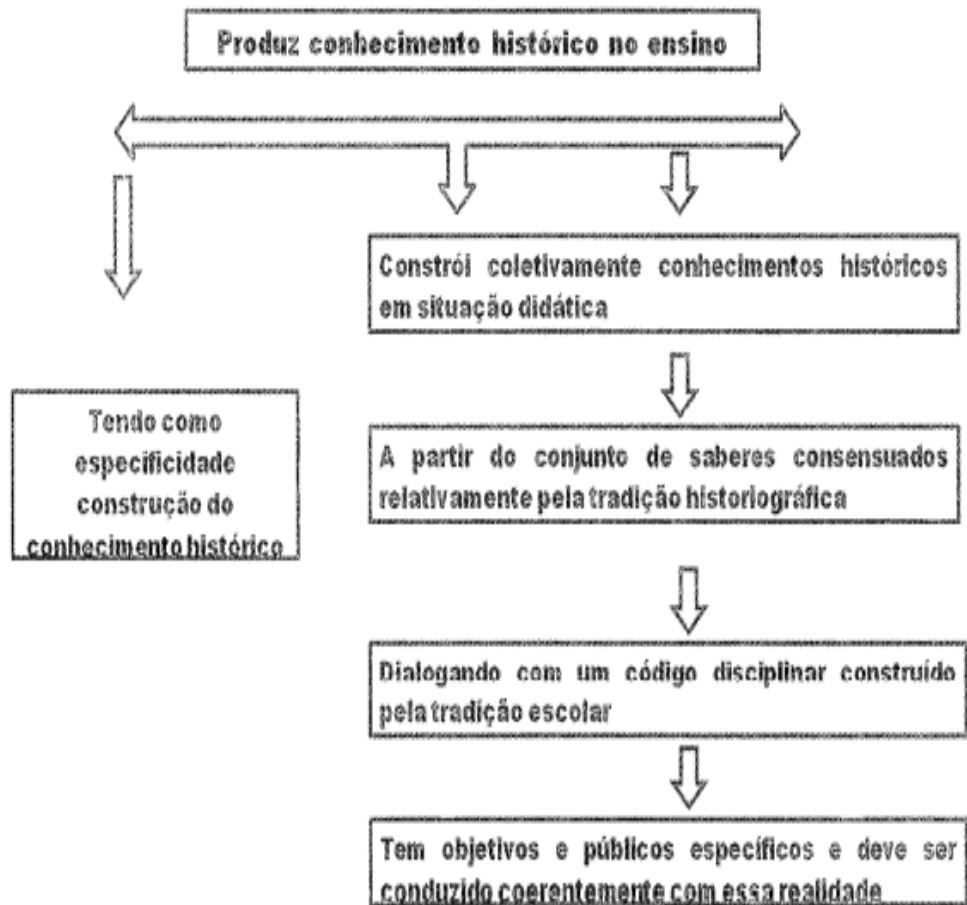 Produz conhecimento histórico no ensino
Constrói coletivamente conhecimentos históricos
em situação didática
Tendo como
especificidade
construção do
conhecimento histórico
A partir do conjunto de saberes consensuados
relativamente pela tradição historiográfica
Dialogando com um código disciplinar construído
pela tradição escolar
Tem objetivos e públicos específicos e deve ser
conduzido coerentemente com essa realidade